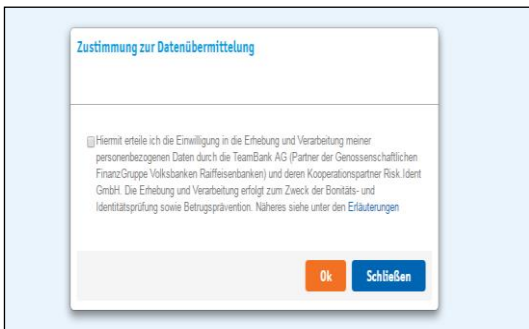 Zustimmung zur Datenübermittelung
Hiermit erteile ich die Einwilligung in die Erhebung und Verarbeitung meiner
personenbezogenen Daten durch die TeamBank AG (Partner der Genossenschaftlichen
FinanzGruppe Volksbanken Raiffeisenbanken) und deren Kooperationspartner Risk.Ident
GmbH. Die Erhebung und Verarbeitung erfolgt zum Zweck der Bonitäts- und
Identitätsprüfung sowie Betrugsprävention. Näheres siehe unter den Erläuterungen
Ok Schließen